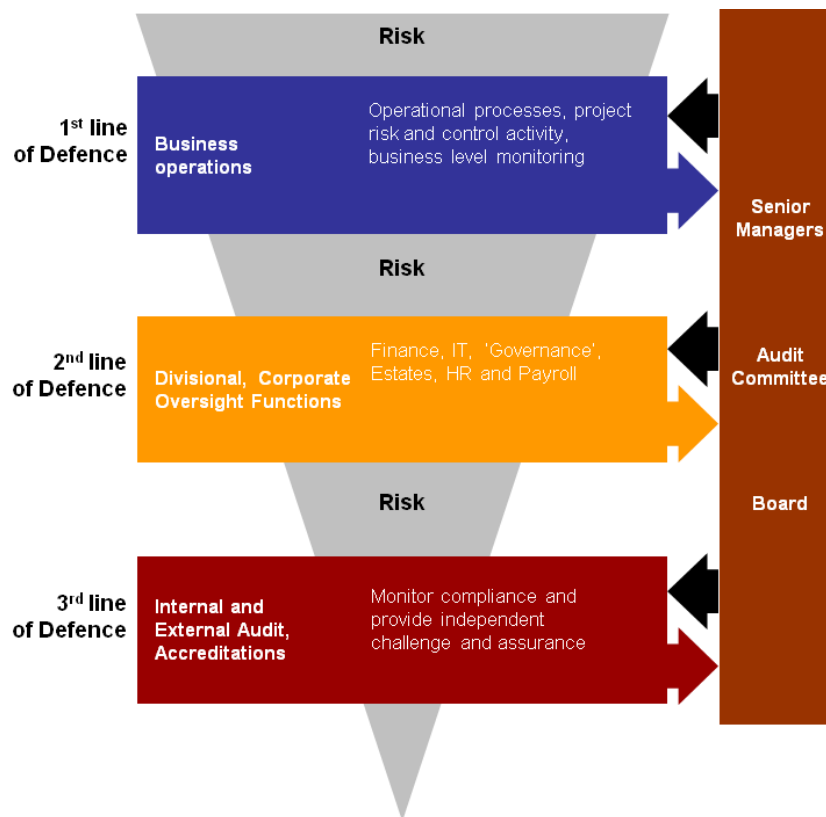 Risk
1st line
of Defence
Business
operations
Operational processes, project
risk and control activity,
business level monitoring
Risk
2nd line
of Defence
Divisional, Corporate
Oversight Functions
Finance, IT, 'Governance',
Estates, HR and Payroll
Risk
3rd line
of Defence
Internal and
External Audit,
Accreditations
Monitor compliance and
provide independent
challenge and assurance
Senior
Managers
Audit
Committee
Board